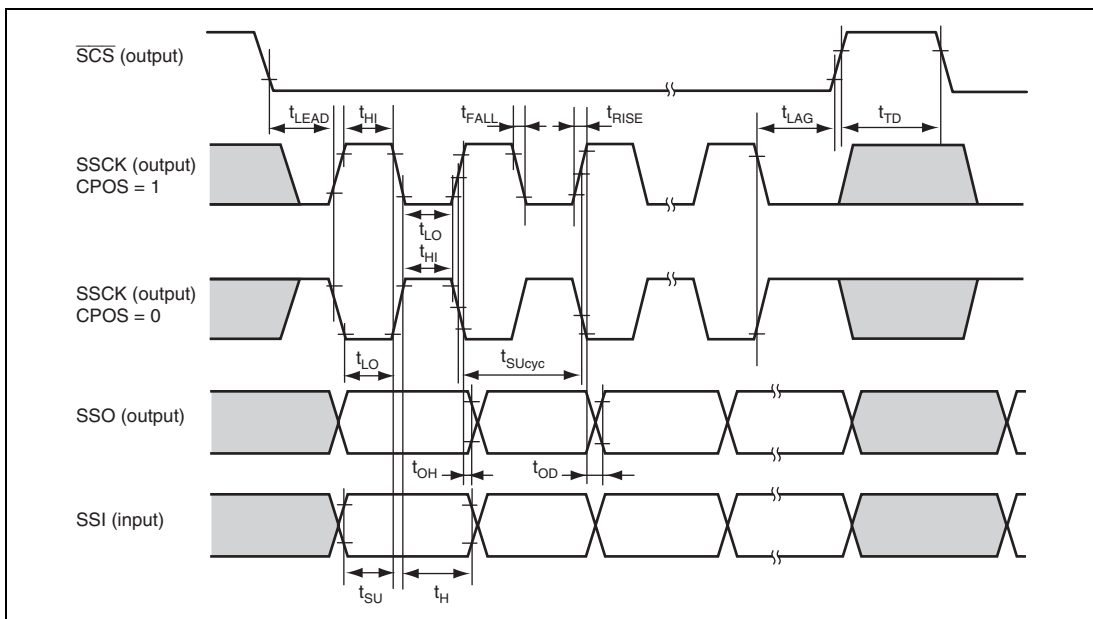 SCS (output)
tLEAD tHI tFALL tRISE tLAG tTD
SSCK (output)
CPOS = 1
tLO
tHI
SSCK (output)
CPOS = 0
tLO tSUcyc
SSO (output)
tOH tOD
SSI (input)
tSU tH